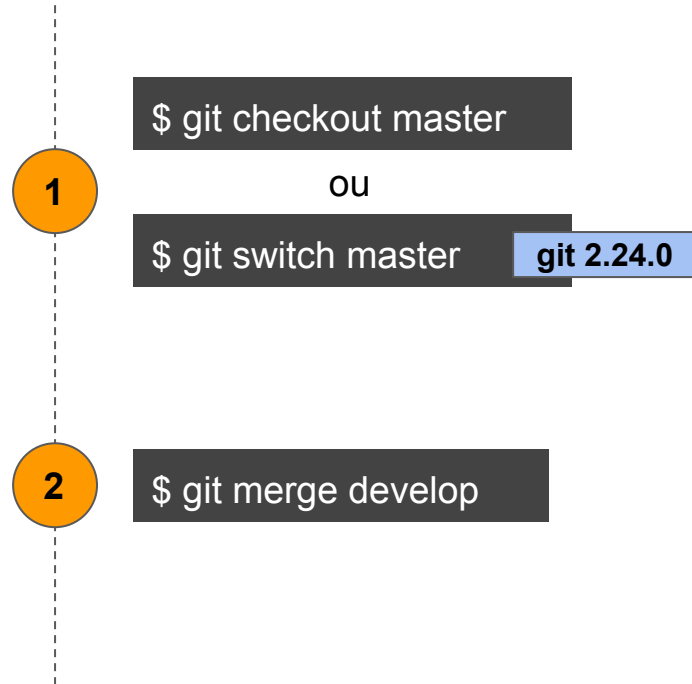 $ git checkout master
1
ou
$ git switch master
git 2.24.0
2
$ git merge develop